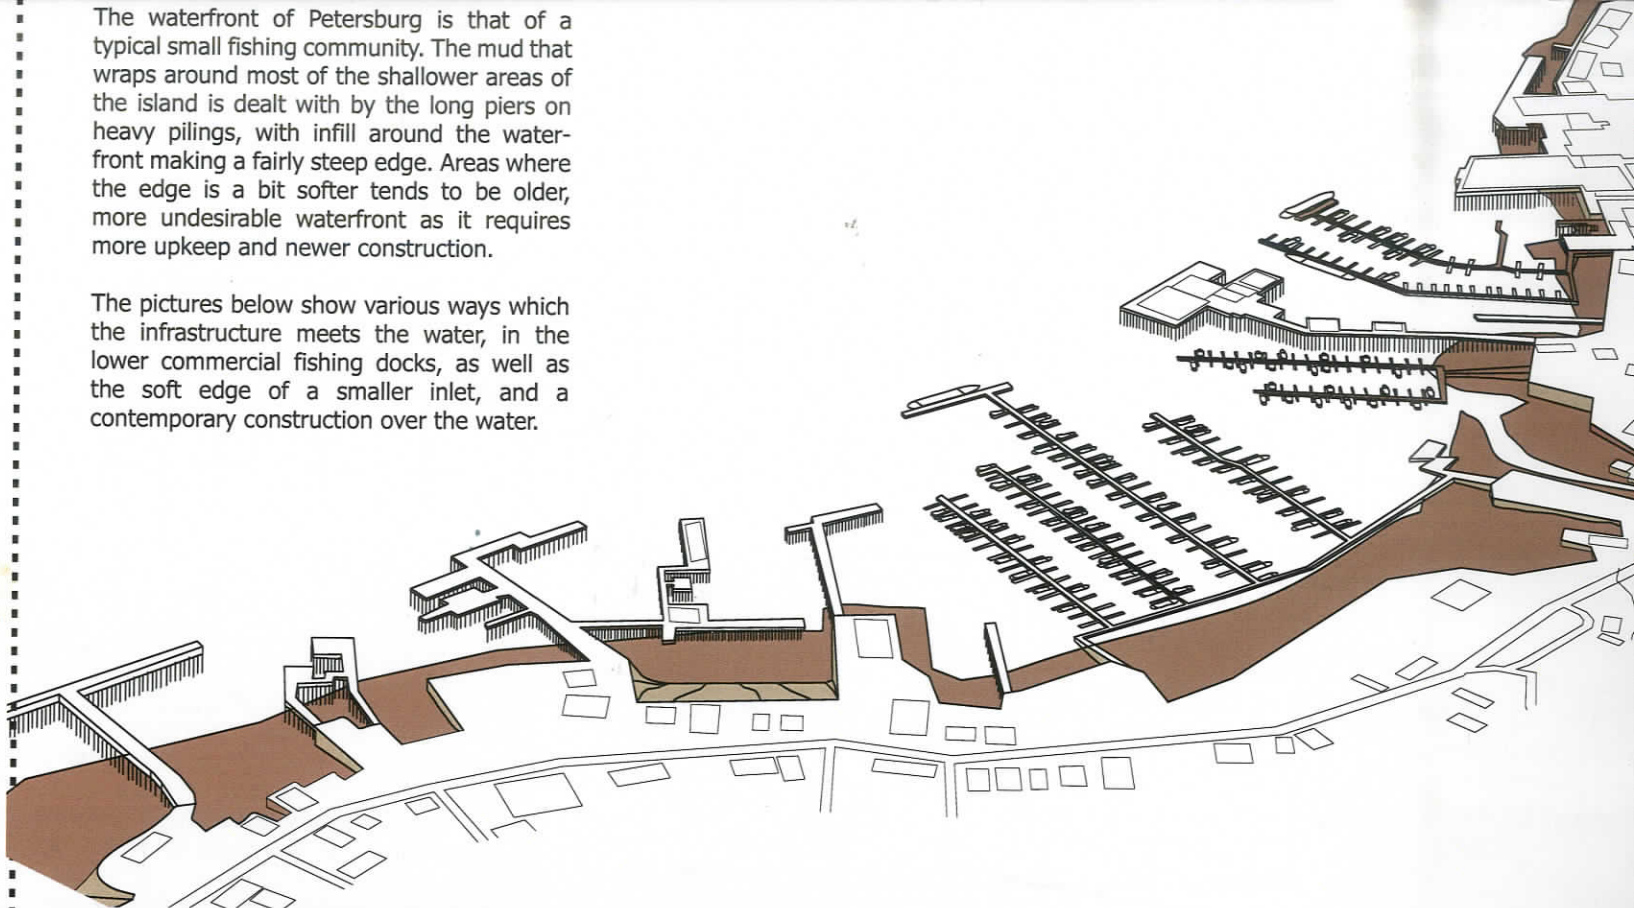 The waterfront of Petersburg is that of a
typical small fishing community. The mud that
wraps around most of the shallower areas of
the island is dealt with by the long piers on
heavy pilings, with infill around the water-
front making a fairly steep edge. Areas where
the edge is a bit softer tends to be older,
more undesirable waterfront as it requires
more upkeep and newer construction.
The pictures below show various ways which
the infrastructure meets the water, in the
lower commercial fishing docks, as well as
the soft edge of a smaller inlet, and a
contemporary construction over the water.